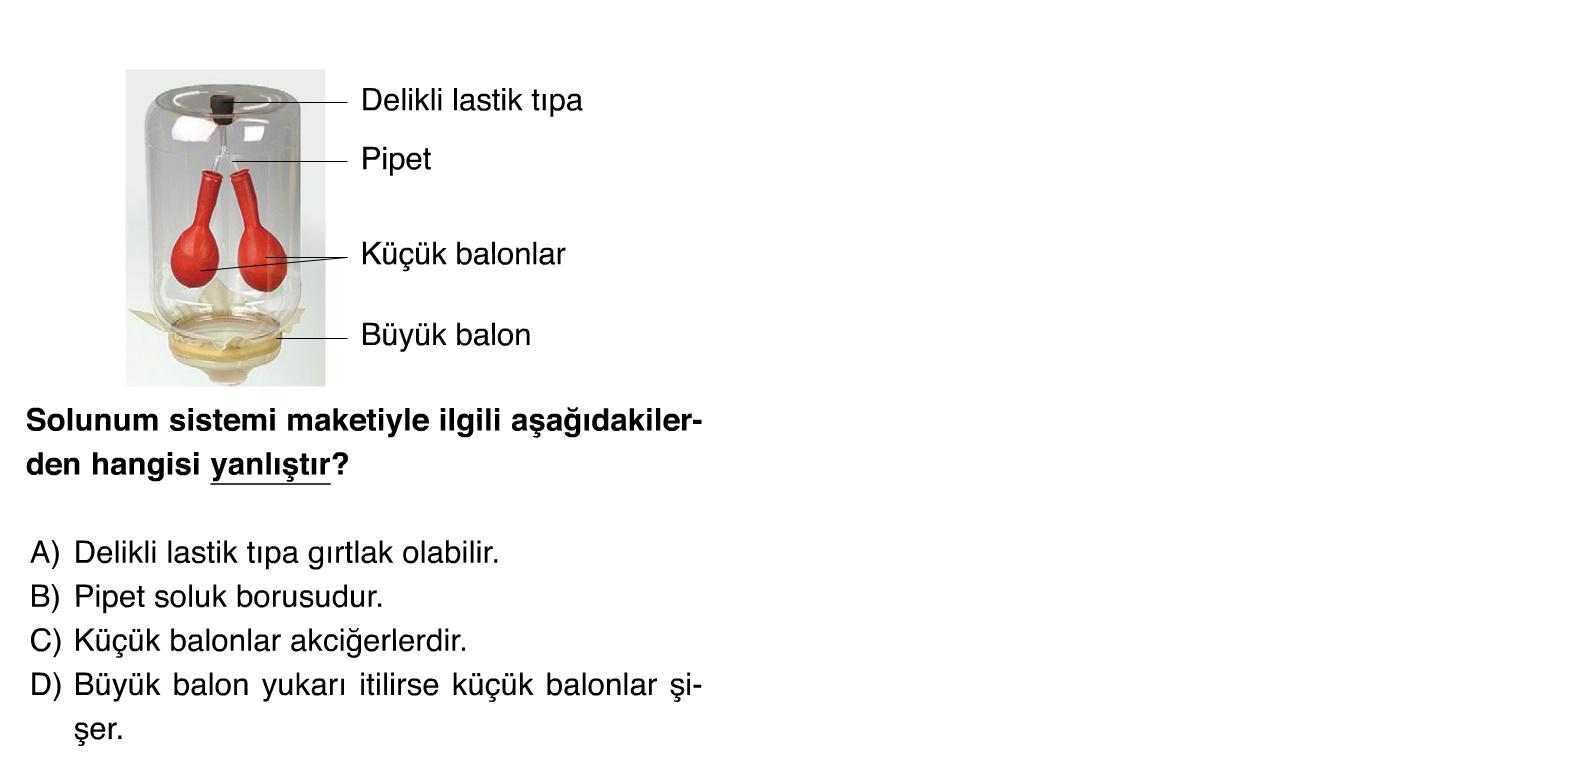 Delikli lastik tıpa
Pipet
Küçük balonlar
Büyük balon
Solunum sistemi maketiyle ilgili aşağıdakiler-
den hangisi yanlıştır?
A) Delikli lastik tıpa gırtlak olabilir.
B) Pipet soluk borusudur.
C) Küçük balonlar akciğerlerdir.
D) Büyük balon yukarı itilirse küçük balonlar şi-
şer.